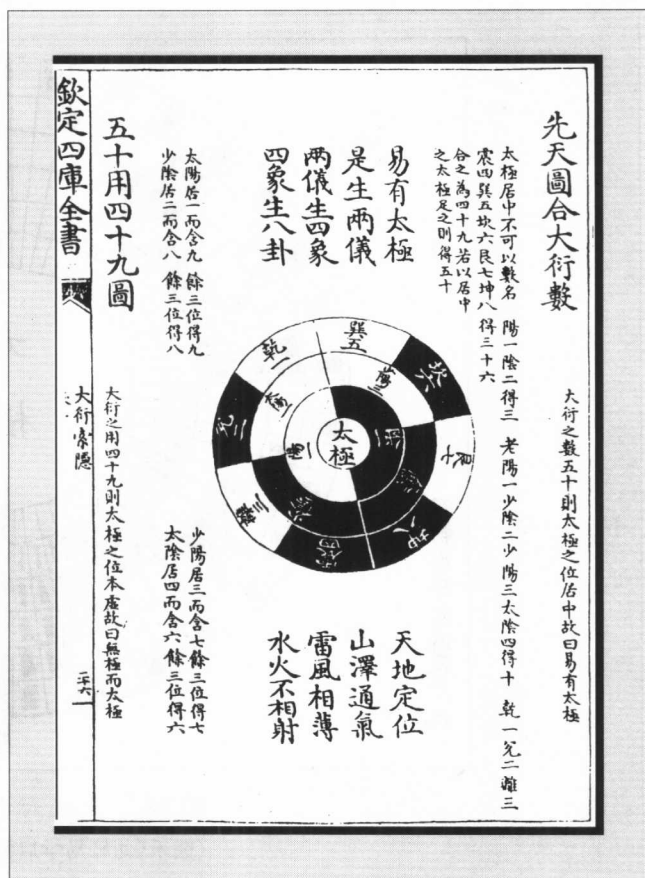 先天圖合大衍數
大衍之數五十則太極之位居中故曰易有太極
太極居中不可以數名 陽一陰二得三 老陽一少陰二少陽三太陰四得十 乾一兌二離三
震四巽五坎六艮七坤八得三十六
合之為四十九若以居中
之太極足之則得五十
易有太極
是生兩儀
兩儀生四象
四象生八卦
太陽居一而含九 餘三位得九
少陰居二而含八 餘三位得八
太極
陽一
陰二
乾一
兌二
離三
震四
巽五
坎六
艮七
坤八
天地定位
山澤通氣
雷風相薄
水火不相射
少陽居三而含七餘三位得七
太陰居四而含六餘三位得六
五十用四十九圖
大衍之用四十九則太極之位本虛故曰無極而太極
欽定四庫全書
大衍索隱